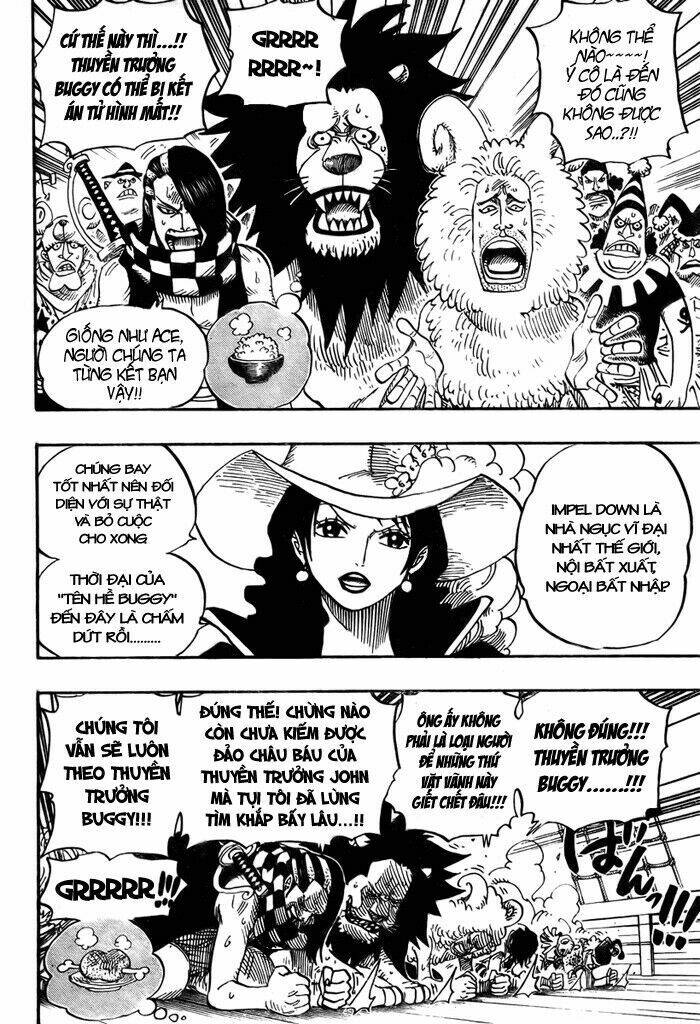 KHÔNG THỂ
NÀO~~~~!
Ý CÔ LÀ ĐẾN
ĐÓ CŨNG
KHÔNG ĐƯỢC
SAO..?!!
GRRRR
RRRR~!
CỨ THẾ NÀY THÌ...!!
THUYỀN TRƯỞNG
BUGGY CÓ THỂ BỊ KẾT
ÁN TỬ HÌNH MẤT!!
GIỐNG NHƯ ACE,
NGƯỜI CHÚNG TA
TỪNG KẾT BẠN
VẬY!!
IMPEL DOWN LÀ
NHÀ NGỤC VĨ ĐẠI
NHẤT THẾ GIỚI,
NỘI BẤT XUẤT,
NGOẠI BẤT NHẬP.
CHÚNG BAY
TỐT NHẤT NÊN ĐỐI
DIỆN VỚI SỰ THẬT
VÀ BỎ CUỘC
CHO XONG.
THỜI ĐẠI CỦA
"TÊN HỀ BUGGY"
ĐẾN ĐÂY LÀ CHẤM
DỨT RỒI.........
KHÔNG ĐÚNG!!!
THUYỀN TRƯỞNG
BUGGY......!!!
ÔNG ẤY KHÔNG
PHẢI LÀ LOẠI NGƯỜI
ĐỂ NHỮNG THỨ
VẶT VÃNH NÀY
GIẾT CHẾT ĐÂU!!!
ĐÚNG THẾ! CHỪNG NÀO
CÒN CHƯA KIẾM ĐƯỢC
ĐẢO CHÂU BÁU CỦA
THUYỀN TRƯỞNG JOHN
MÀ TỤI TÔI ĐÃ LÙNG
TÌM KHẮP BẤY LÂU...!!
CHÚNG TÔI
VẪN SẼ LUÔN
THEO THUYỀN
TRƯỞNG
BUGGY!!!
GRRRRR!!!
ばんっ!!!